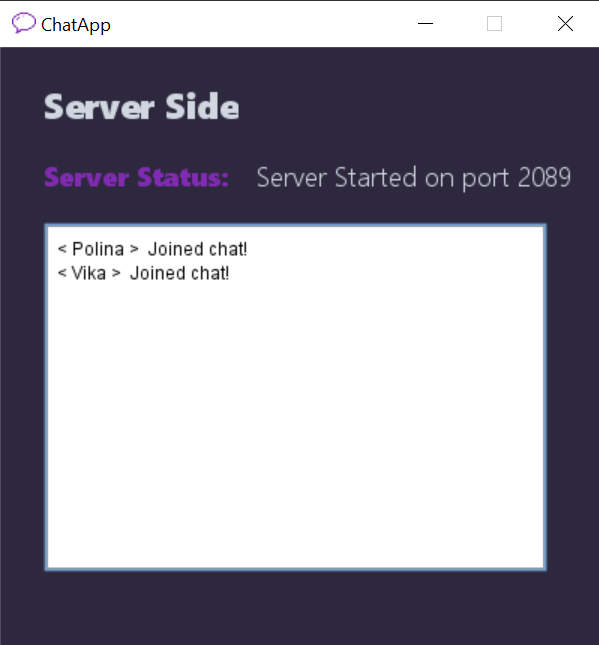 ChatApp
Server Side
Server Status: Server Started on port 2089
< Polina > Joined chat!
< Vika > Joined chat!